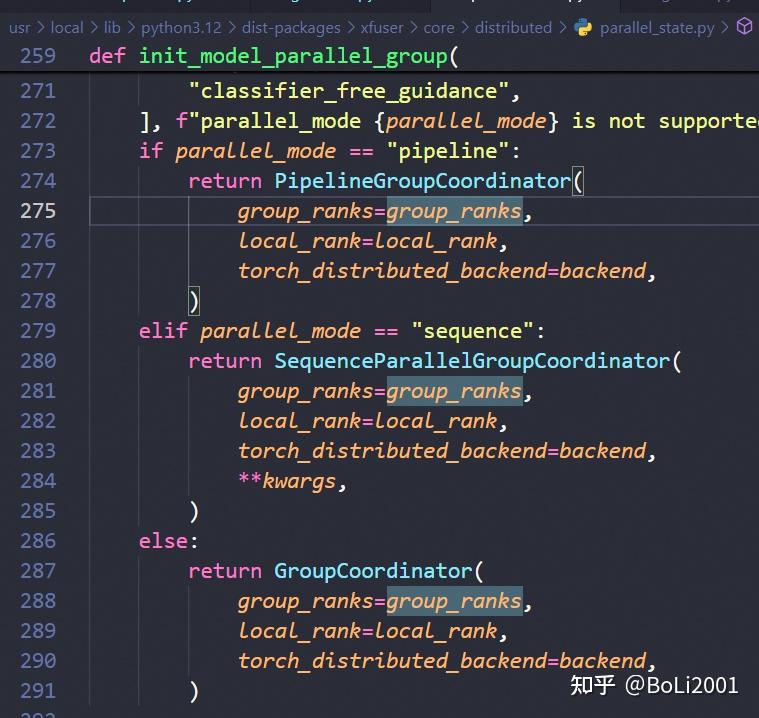 usr > local > lib > python3.12 > dist-packages > xfuser > core > distributed > parallel_state.py >
259 def init_model_parallel_group(
271 "classifier_free_guidance",
272 ], f"parallel_mode {parallel_mode} is not supported
273 if parallel_mode == "pipeline":
274 return PipelineGroupCoordinator(
275 group_ranks=group_ranks,
276 local_rank=local_rank,
277 torch_distributed_backend=backend,
278 )
279 elif parallel_mode == "sequence":
280 return SequenceParallelGroupCoordinator(
281 group_ranks=group_ranks,
282 local_rank=local_rank,
283 torch_distributed_backend=backend,
284 **kwargs,
285 )
286 else:
287 return GroupCoordinator(
288 group_ranks=group_ranks,
289 local_rank=local_rank,
290 torch_distributed_backend=backend,
291 )
知乎 @BoLi2001